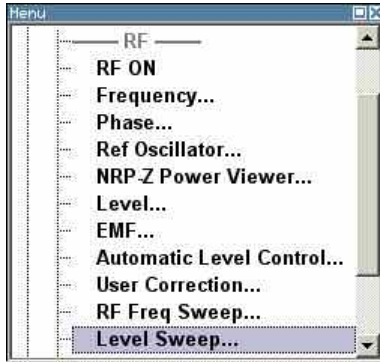 Menu
RF
RF ON
Frequency...
Phase...
Ref Oscillator...
NRP-Z Power Viewer...
Level...
EMF...
Automatic Level Control...
User Correction...
RF Freq Sweep...
Level Sweep...